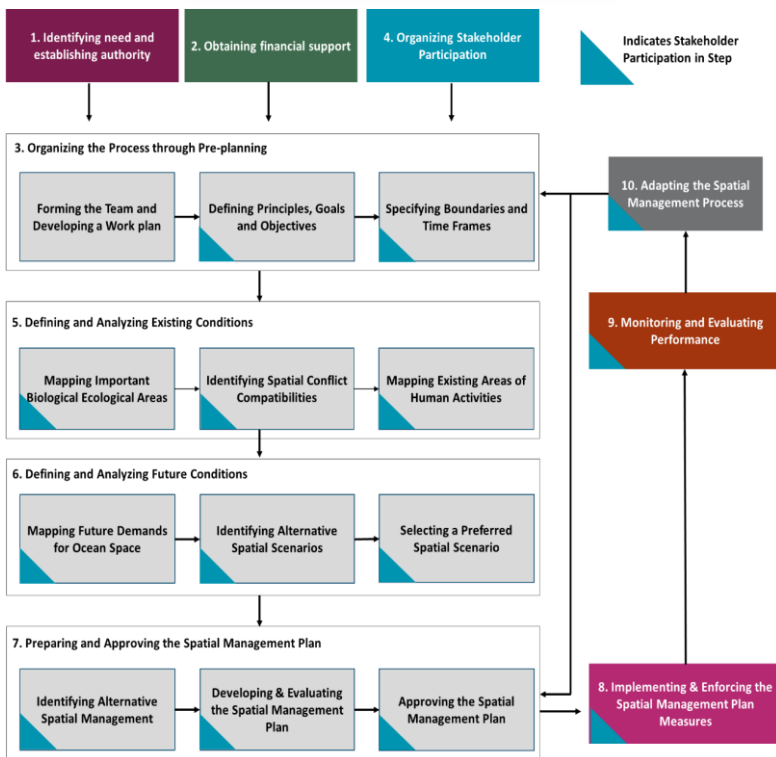 1. Identifying need and
establishing authority
2. Obtaining financial support
4. Organizing Stakeholder
Participation
Indicates Stakeholder
Participation in Step
3. Organizing the Process through Pre-planning
Forming the Team and
Developing a Work plan
Defining Principles, Goals
and Objectives
Specifying Boundaries and
Time Frames
10. Adapting the Spatial
Management Process
5. Defining and Analyzing Existing Conditions
Mapping Important
Biological Ecological Areas
Identifying Spatial Conflict
Compatibilities
Mapping Existing Areas of
Human Activities
9. Monitoring and Evaluating
Performance
6. Defining and Analyzing Future Conditions
Mapping Future Demands
for Ocean Space
Identifying Alternative
Spatial Scenarios
Selecting a Preferred
Spatial Scenario
7. Preparing and Approving the Spatial Management Plan
Identifying Alternative
Spatial Management
Developing & Evaluating
the Spatial Management
Plan
Approving the Spatial
Management Plan
8. Implementing & Enforcing the
Spatial Management Plan
Measures